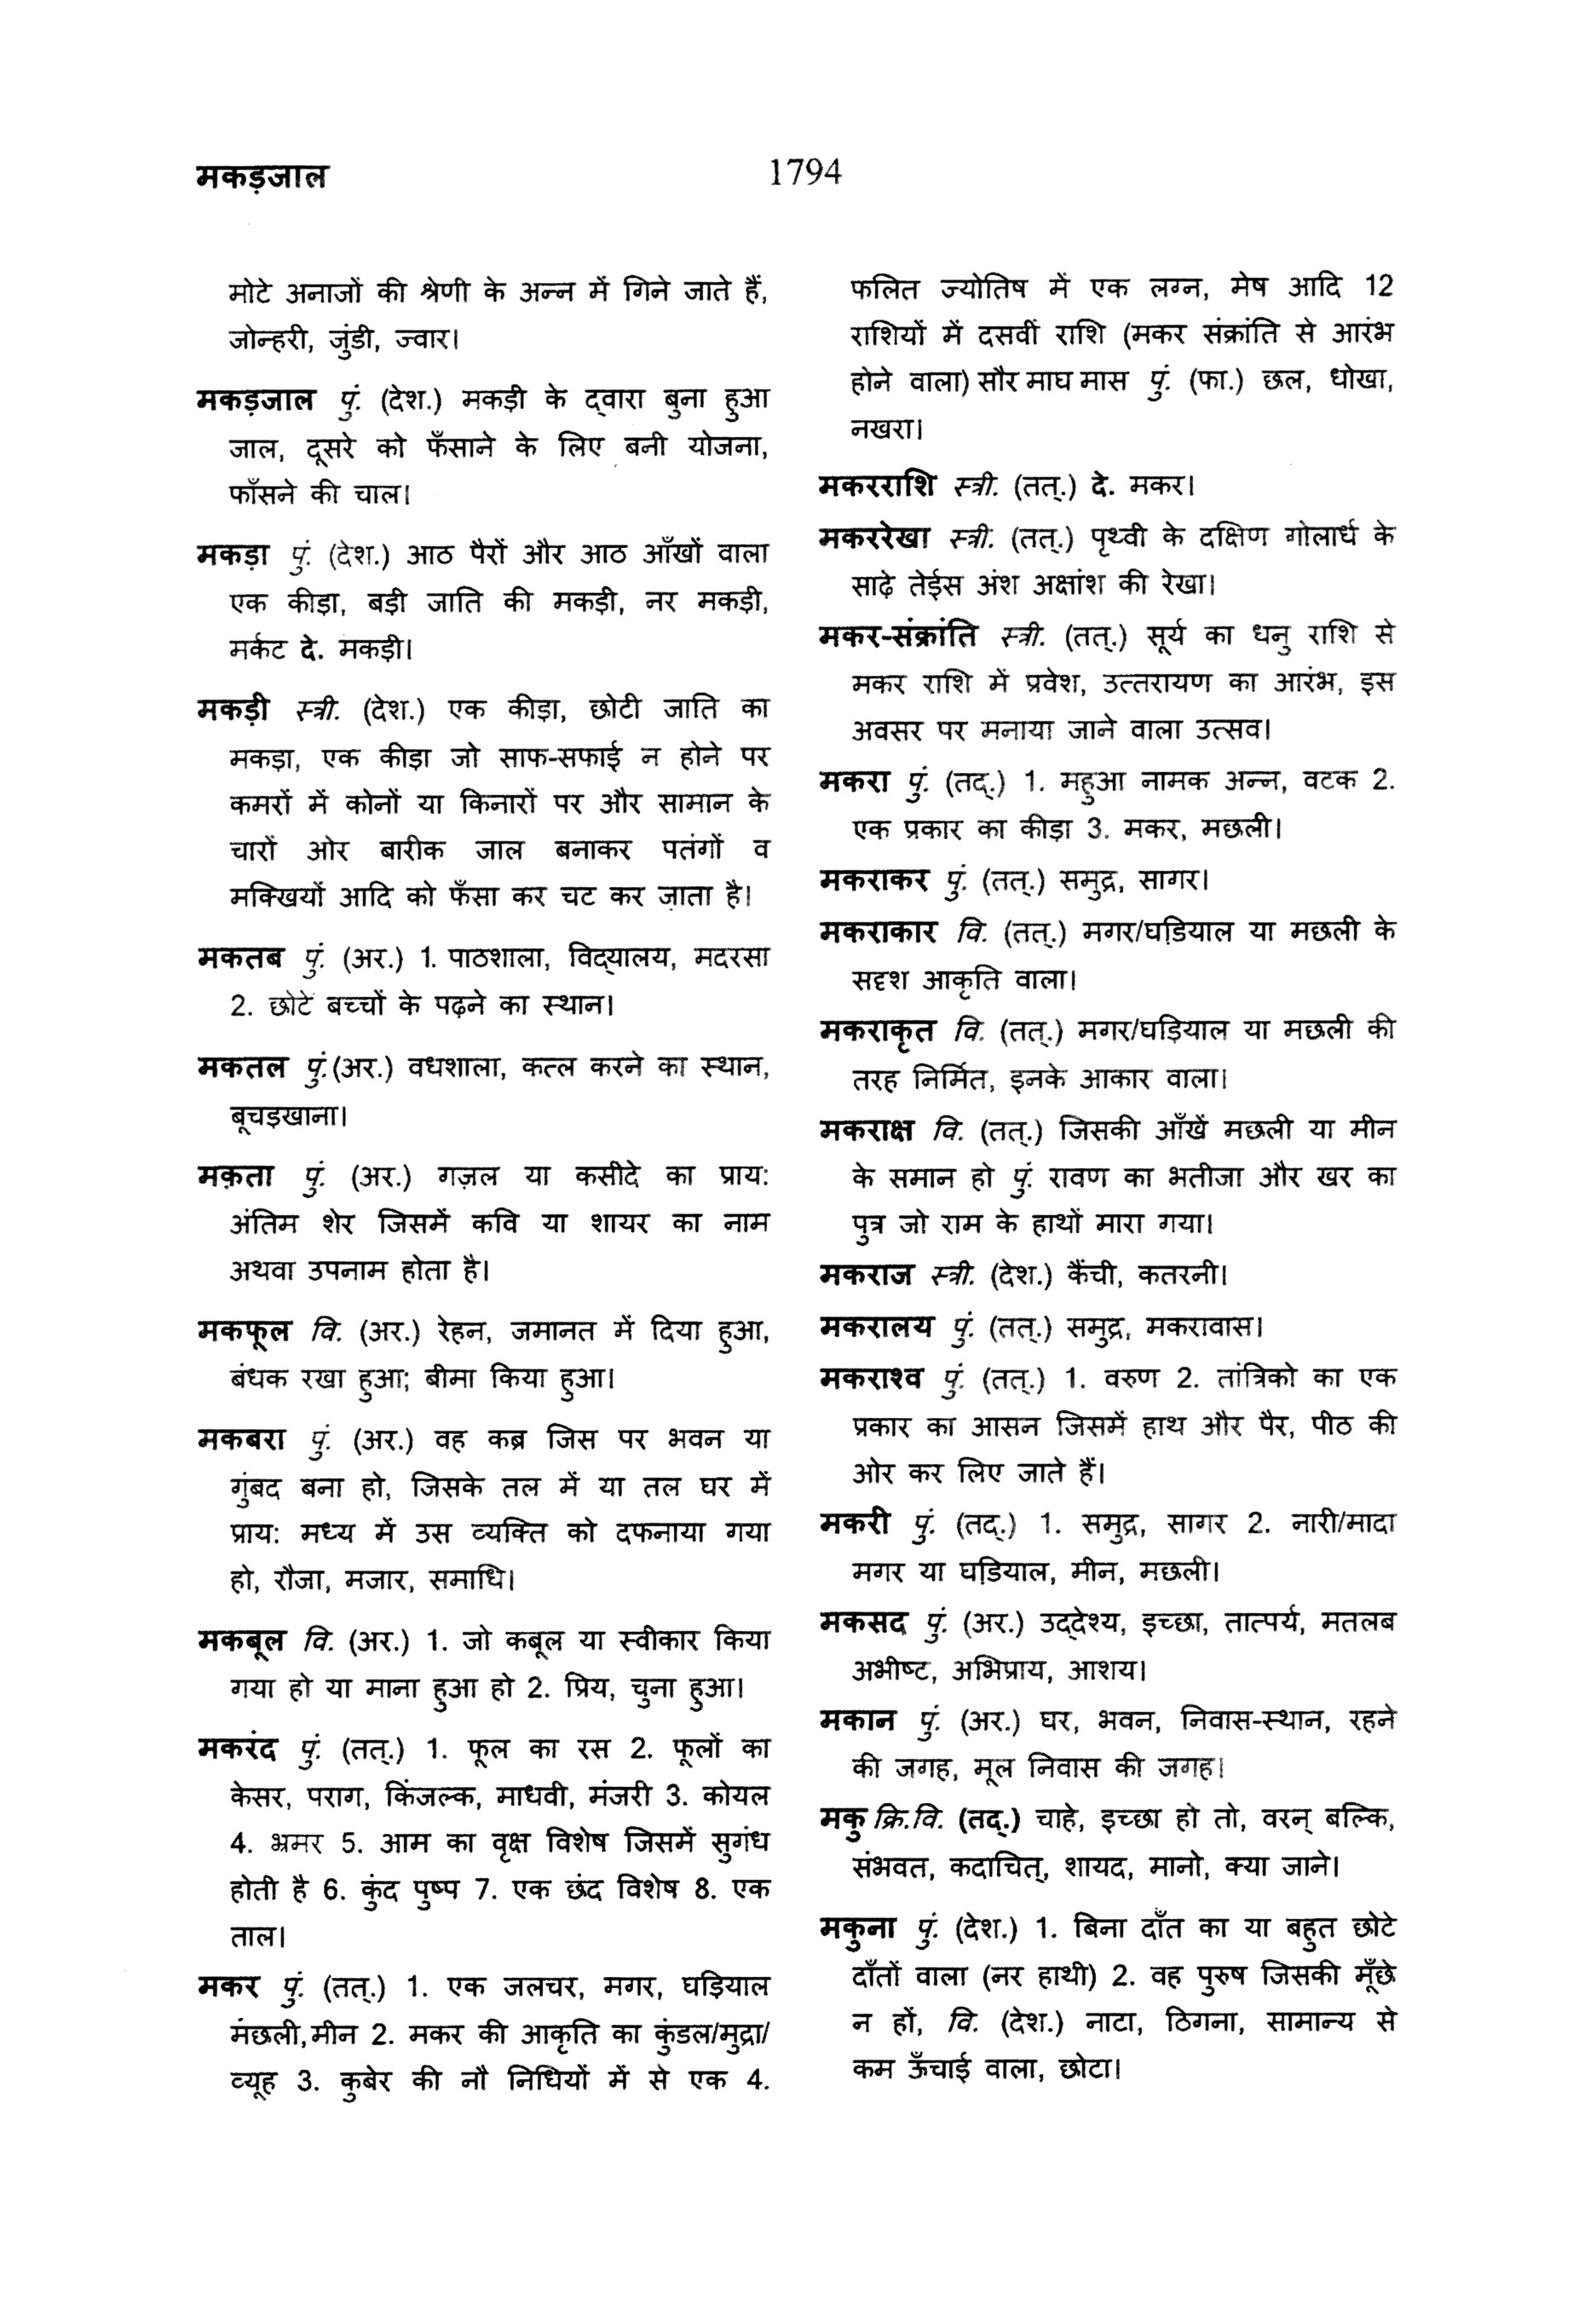 मकड़जाल
1794
मोटे अनाजों की श्रेणी के अन्न में गिने जाते हैं,
जोन्हरी, जुंडी, ज्वार।
मकड़जाल पुं. (देश.) मकड़ी के द्वारा बुना हुआ
जाल, दूसरे को फँसाने के लिए बनी योजना,
फाँसने की चाल।
मकड़ा पुं. (देश.) आठ पैरों और आठ आँखों वाला
एक कीड़ा, बड़ी जाति की मकड़ी, नर मकड़ी,
मर्कट दे. मकड़ी।
मकड़ी स्त्री. (देश.) एक कीड़ा, छोटी जाति का
मकड़ा, एक कीड़ा जो साफ-सफाई न होने पर
कमरों में कोनों या किनारों पर और सामान के
चारों ओर बारीक जाल बनाकर पतंगों व
मक्खियों आदि को फँसा कर चट कर जाता है।
मकतब पुं. (अर.) 1. पाठशाला, विद्यालय, मदरसा
2. छोटे बच्चों के पढ़ने का स्थान।
मकतल पुं.(अर.) वधशाला, कत्ल करने का स्थान,
बूचड़खाना।
मक़ता पुं. (अर.) गज़ल या कसीदे का प्राय:
अंतिम शेर जिसमें कवि या शायर का नाम
अथवा उपनाम होता है।
मकफूल वि. (अर.) रेहन, जमानत में दिया हुआ,
बंधक रखा हुआ; बीमा किया हुआ।
मकबरा पुं. (अर.) वह कब्र जिस पर भवन या
गुंबद बना हो, जिसके तल में या तल घर में
प्राय: मध्य में उस व्यक्ति को दफनाया गया
हो, रौजा, मजार, समाधि।
मकबूल वि. (अर.) 1. जो कबूल या स्वीकार किया
गया हो या माना हुआ हो 2. प्रिय, चुना हुआ।
मकरंद पुं. (तत्.) 1. फूल का रस 2. फूलों का
केसर, पराग, किंजल्क, माधवी, मंजरी 3. कोयल
4. भ्रमर 5. आम का वृक्ष विशेष जिसमें सुगंध
होती है 6. कुंद पुष्प 7. एक छंद विशेष 8. एक
ताल।
मकर पुं. (तत्.) 1. एक जलचर, मगर, घड़ियाल
मंछली,मीन 2. मकर की आकृति का कुंडल/मुद्रा/
व्यूह 3. कुबेर की नौ निधियों में से एक 4.
फलित ज्योतिष में एक लग्न, मेष आदि 12
राशियों में दसवीं राशि (मकर संक्रांति से आरंभ
होने वाला) सौर माघ मास पुं. (फा.) छल, धोखा,
नखरा।
मकरराशि स्त्री. (तत्.) दे. मकर।
मकररेखा स्त्री. (तत्.) पृथ्वी के दक्षिण गोलार्ध के
साढ़े तेईस अंश अक्षांश की रेखा।
मकर-संक्रांति स्त्री. (तत्.) सूर्य का धनु राशि से
मकर राशि में प्रवेश, उत्तरायण का आरंभ, इस
अवसर पर मनाया जाने वाला उत्सव।
मकरा पुं. (तद्.) 1. महुआ नामक अन्न, वटक 2.
एक प्रकार का कीड़ा 3. मकर, मछली।
मकराकर पुं. (तत्.) समुद्र, सागर।
मकराकार वि. (तत्.) मगर/घड़ियाल या मछली के
सदृश आकृति वाला।
मकराकृत वि. (तत्.) मगर/घड़ियाल या मछली की
तरह निर्मित, इनके आकार वाला।
मकराक्ष वि. (तत्.) जिसकी आँखें मछली या मीन
के समान हो पुं. रावण का भतीजा और खर का
पुत्र जो राम के हाथों मारा गया।
मकराज स्त्री. (देश.) कैंची, कतरनी।
मकरालय पुं. (तत्.) समुद्र, मकरावास।
मकराश्व पुं. (तत्.) 1. वरुण 2. तांत्रिको का एक
प्रकार का आसन जिसमें हाथ और पैर, पीठ की
ओर कर लिए जाते हैं।
मकरी पुं. (तद्.) 1. समुद्र, सागर 2. नारी/मादा
मगर या घड़ियाल, मीन, मछली।
मकसद पुं. (अर.) उद्देश्य, इच्छा, तात्पर्य, मतलब
अभीष्ट, अभिप्राय, आशय।
मकान पुं. (अर.) घर, भवन, निवास-स्थान, रहने
की जगह, मूल निवास की जगह।
मकु क्रि.वि. (तद्.) चाहे, इच्छा हो तो, वरन् बल्कि,
संभवत, कदाचित्, शायद, मानो, क्या जाने।
मकुना पुं. (देश.) 1. बिना दाँत का या बहुत छोटे
दाँतों वाला (नर हाथी) 2. वह पुरुष जिसकी मूँछे
न हों, वि. (देश.) नाटा, ठिगना, सामान्य से
कम ऊँचाई वाला, छोटा।